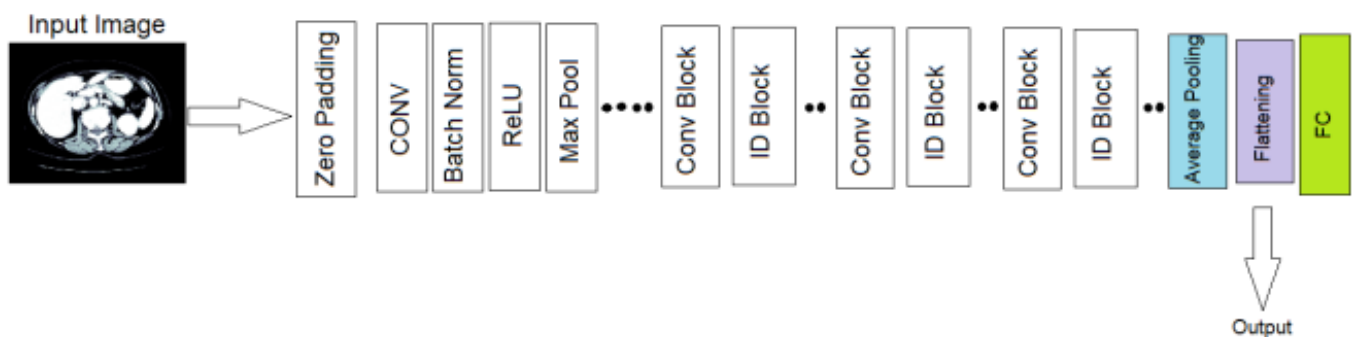 Input Image
Zero Padding
CONV
Batch Norm
ReLU
Max Pool
Conv Block
ID Block
Conv Block
ID Block
Conv Block
ID Block
Average Pooling
Flattening
FC
Output